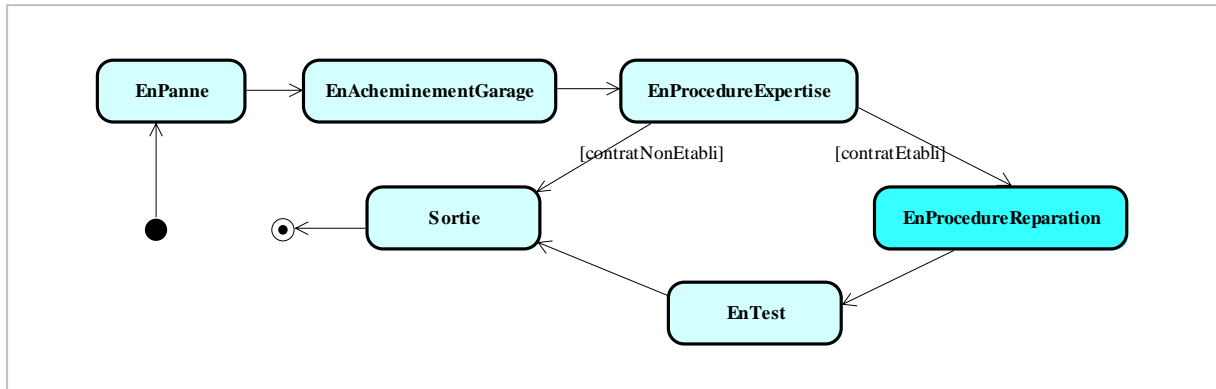 EnPanne
EnAcheminementGarage
EnProcedureExpertise
[contratNonEtabli]
[contratEtabli]
Sortie
EnProcedureReparation
EnTest